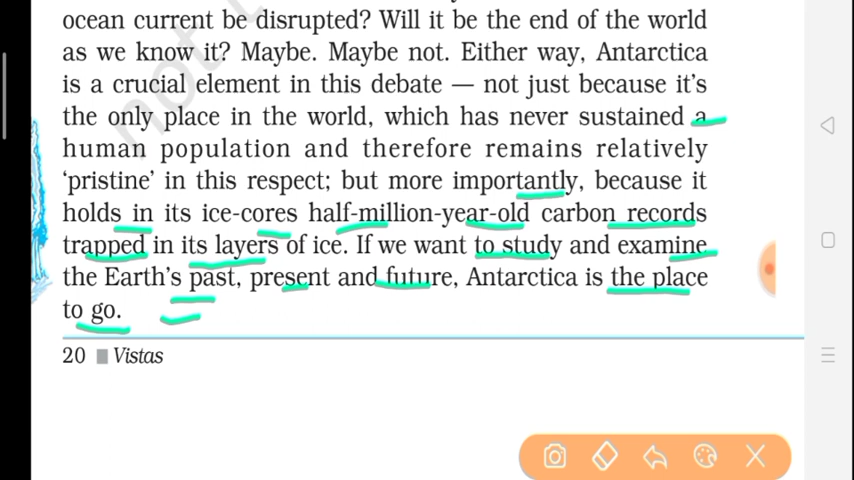 ocean current be disrupted? Will it be the end of the world
as we know it? Maybe. Maybe not. Either way, Antarctica
is a crucial element in this debate — not just because it’s
the only place in the world, which has never sustained a
human population and therefore remains relatively
‘pristine’ in this respect; but more importantly, because it
holds in its ice-cores half-million-year-old carbon records
trapped in its layers of ice. If we want to study and examine
the Earth’s past, present and future, Antarctica is the place
to go.
20 ■ Vistas
not